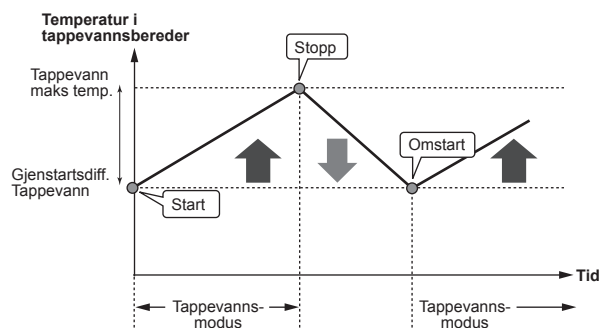 Temperatur i
tappevannsbereder
Stopp
Tappevann
maks temp.
Omstart
Gjenstartsdiff.
Tappevann
Start
Tid
Tappevanns-
modus
Tappevanns-
modus